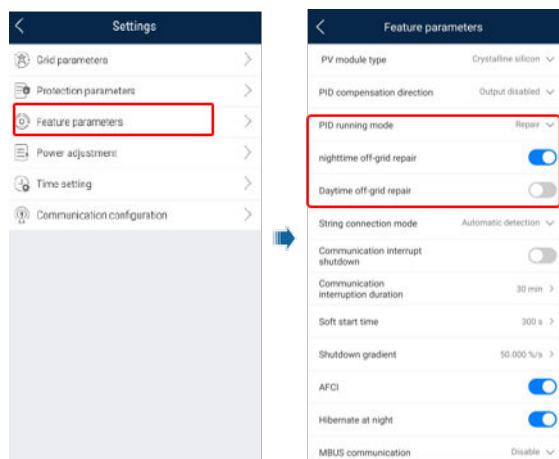 Settings
Grid parameters
Protection parameters
Feature parameters
Power adjustment
Time setting
Communication configuration
Feature parameters
PV module type Crystalline silicon
PID compensation direction Output disabled
PID running mode Repair
nighttime off-grid repair
Daytime off-grid repair
String connection mode Automatic detection
Communication interrupt
shutdown
Communication
interruption duration 30 min
Soft start time 300 s
Shutdown gradient 50.000 %/s
AFCI
Hibernate at night
MBUS communication Disable